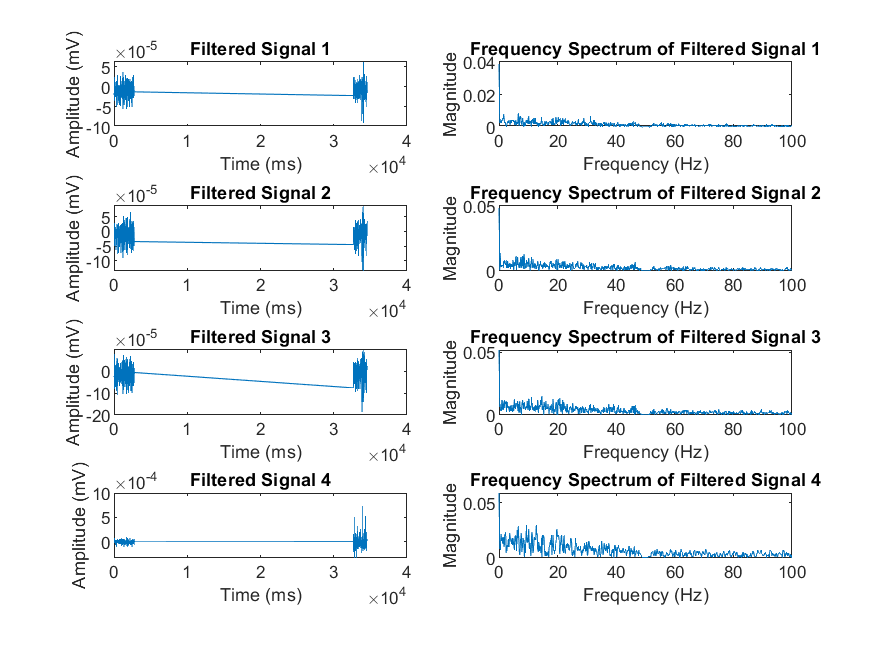 Filtered Signal 1
×10-5
Amplitude (mV)
5
0
-5
-10
0 1 2 3 4
Time (ms)
×104
Frequency Spectrum of Filtered Signal 1
Magnitude
0.04
0.02
0
0 20 40 60 80 100
Frequency (Hz)
Filtered Signal 2
×10-5
Amplitude (mV)
5
0
-5
-10
0 1 2 3 4
Time (ms)
×104
Frequency Spectrum of Filtered Signal 2
Magnitude
0.05
0
0 20 40 60 80 100
Frequency (Hz)
Filtered Signal 3
×10-5
Amplitude (mV)
0
-10
-20
0 1 2 3 4
Time (ms)
×104
Frequency Spectrum of Filtered Signal 3
Magnitude
0.05
0
0 20 40 60 80 100
Frequency (Hz)
Filtered Signal 4
×10-4
Amplitude (mV)
10
5
0
0 1 2 3 4
Time (ms)
×104
Frequency Spectrum of Filtered Signal 4
Magnitude
0.05
0
0 20 40 60 80 100
Frequency (Hz)